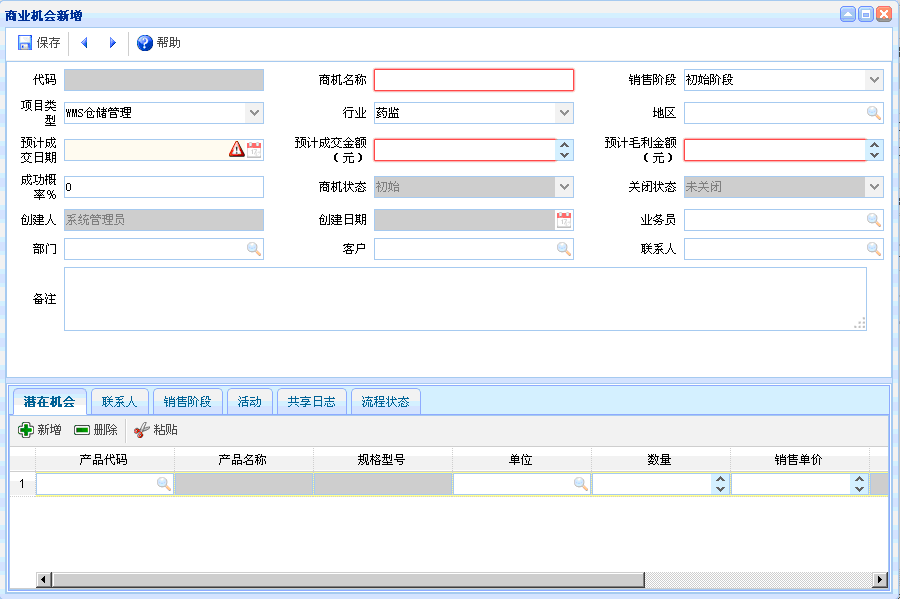 商业机会新增
保存 帮助
代码 商机名称 销售阶段 初始阶段
项目类型 WMS仓储管理 行业 药监 地区
预计成交日期 预计成交金额（元） 预计毛利金额（元）
成功概率% 0 商机状态 初始 关闭状态 未关闭
创建人 系统管理员 创建日期 业务员
部门 客户 联系人
备注
潜在机会 联系人 销售阶段 活动 共享日志 流程状态
新增 删除 粘贴
产品代码 产品名称 规格型号 单位 数量 销售单价
1